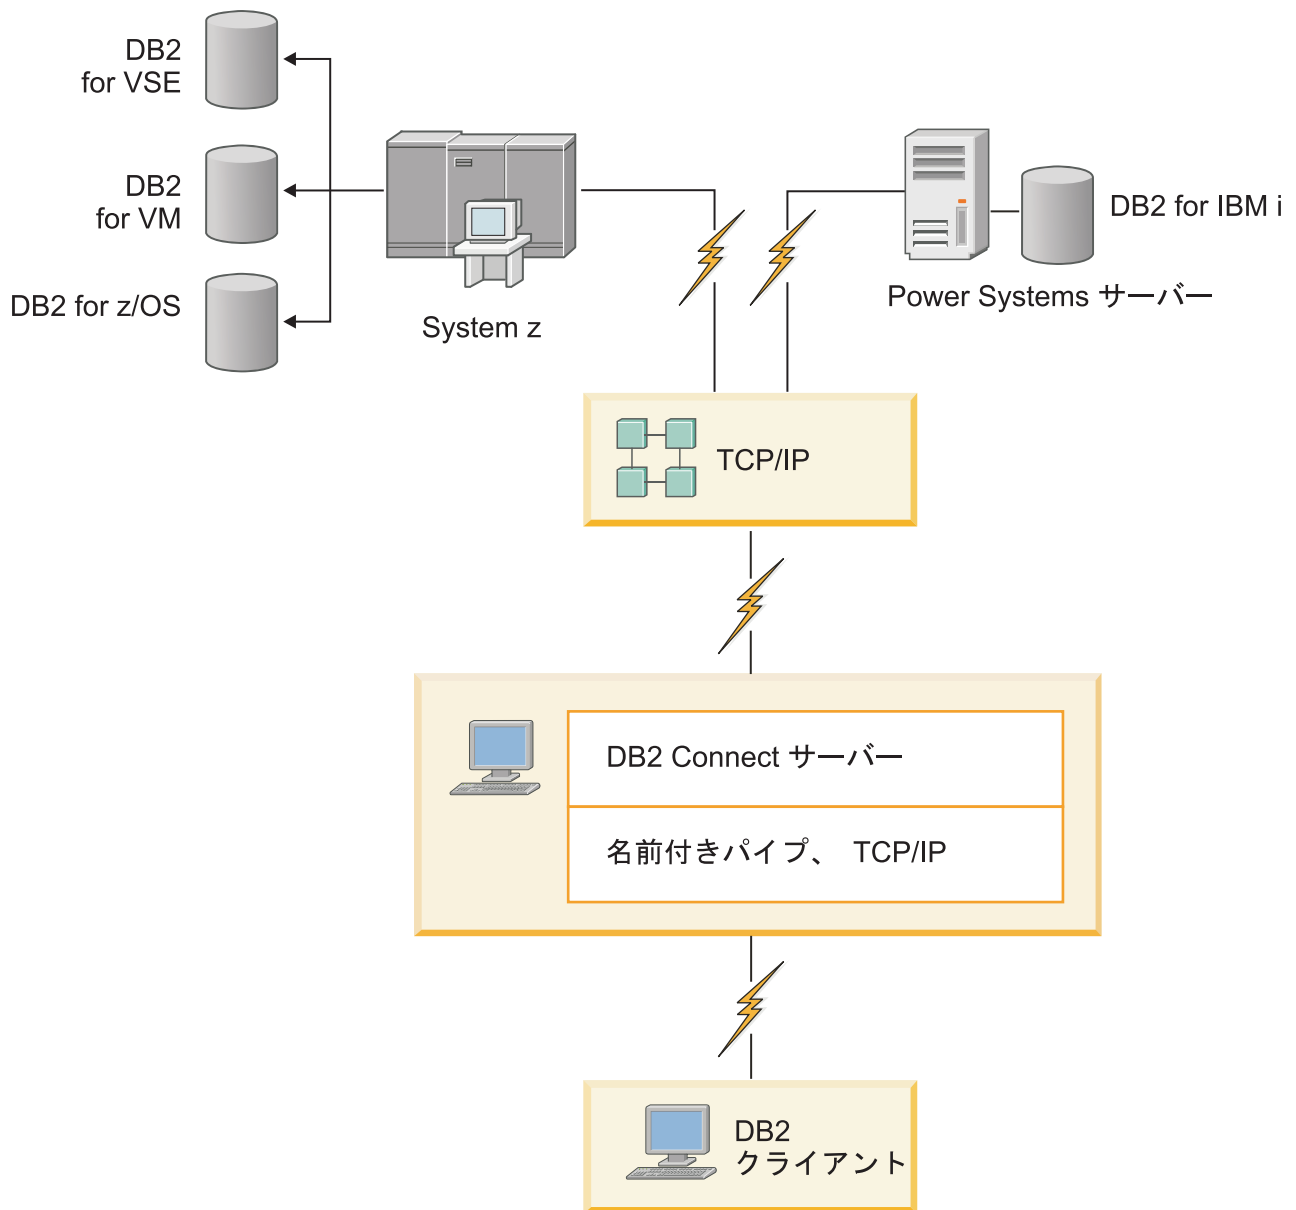 DB2
for VSE
DB2
for VM
DB2 for z/OS
System z
DB2 for IBM i
Power Systems サーバー
TCP/IP
DB2 Connect サーバー
名前付きパイプ、 TCP/IP
DB2
クライアント